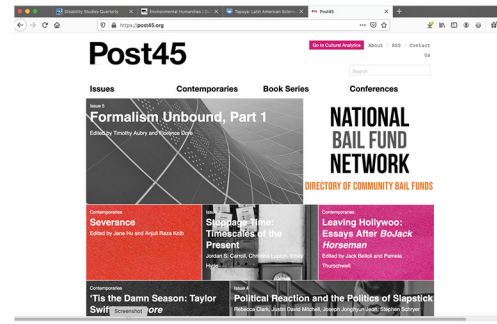 Disability Studies Quarterly
Environmental Humanities | D
Tapuya: Latin American Scien
Post45
https://post45.org
Post45
Go to Cultural Analytics
About / RSS / Contact
Us
Search
Issues
Contemporaries
Book Series
Conferences
Issue 5
Formalism Unbound, Part 1
Edited by Timothy Aubry and Florence Dore
NATIONAL
BAIL FUND
NETWORK
DIRECTORY OF COMMUNITY BAIL FUNDS
Contemporaries
Severance
Edited by Jane Hu and Anjuli Raza Kolb
Stoppage Time:
Timescales of the
Present
Jordan S. Carroll, Christina Lupton,
Hyde
Contemporaries
Leaving Hollywoo:
Essays After BoJack
Horseman
Edited by Jack Belloli and Pamela
Thurschwell
Contemporaries
'Tis the Damn Season: Taylor
Screenshot
Issue 4
Political Reaction and the Politics of Slapstick
Rebecca Clark, Justin David Mitchell, Joseph Jonghyun Jeon, Stephen Schryer